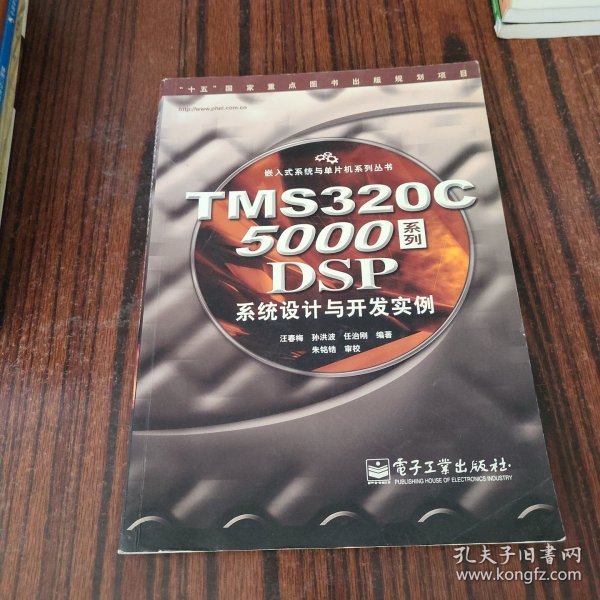 “十五”国家重点图书出版规划项目
http://www.phei.com.cn
嵌入式系统与单片机系列丛书
TMS320C
5000系列
DSP
系统设计与开发实例
汪春梅 孙洪波 任治刚 编著
朱铭锆 审校
电子工业出版社·
PUBLISHING HOUSE OF ELECTRONICS INDUSTRY
孔夫子旧书网
www.kongfz.com